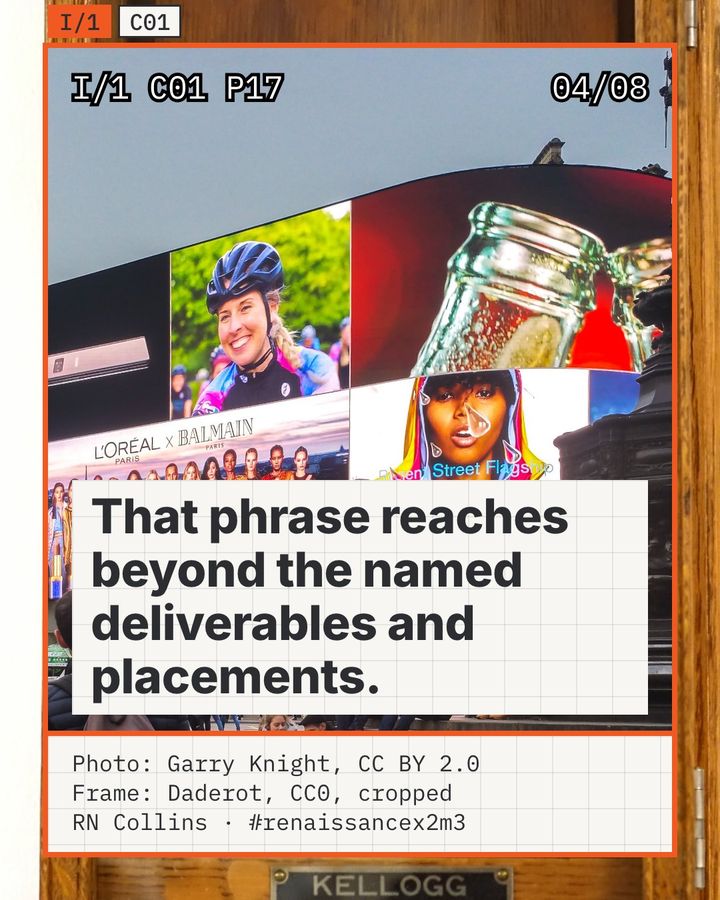 I/1 C01
I/1 C01 P17 04/08
L'ORÉAL x BALMAIN
PARIS PARIS
Street Flagship
That phrase reaches
beyond the named
deliverables and
placements.
Photo: Garry Knight, CC BY 2.0
Frame: Daderot, CC0, cropped
RN Collins · #renaissancex2m3
KELLOGG